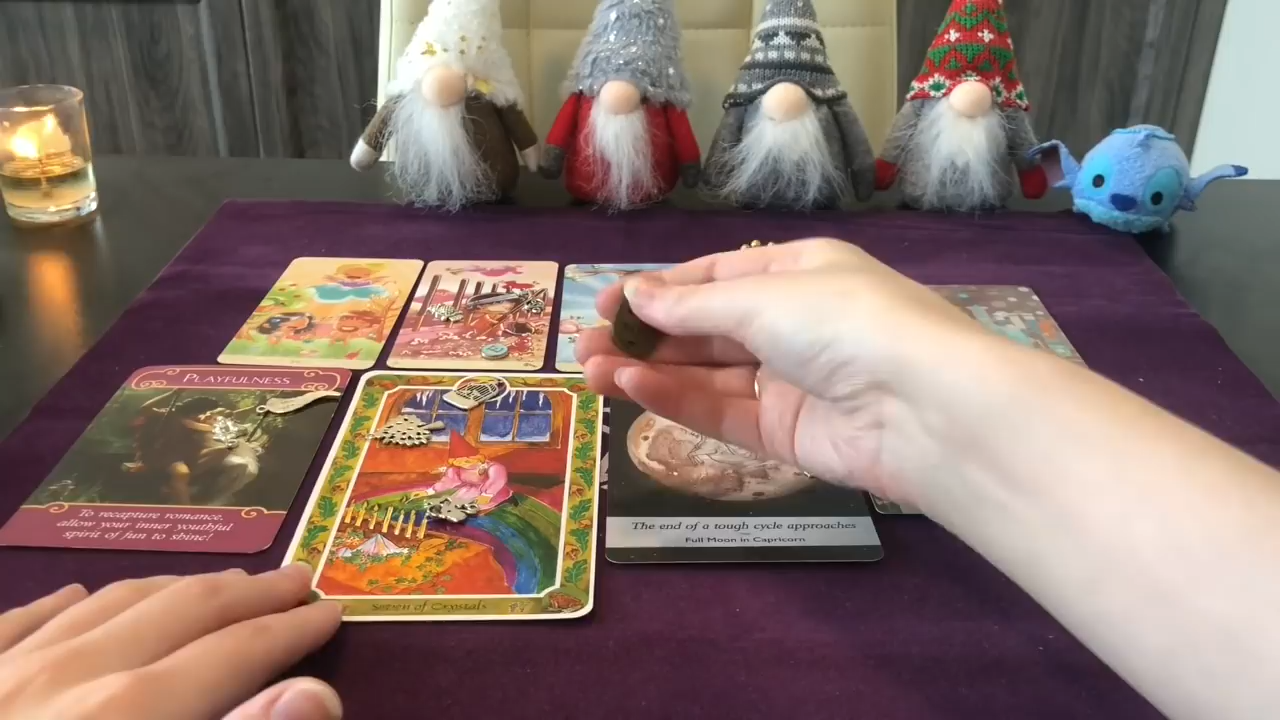 PLAYFULNESS
To recapture romance,
allow your inner youthful
spirit of fun to shine!
Seven of Crystals
The end of a tough cycle approaches
Full Moon in Capricorn